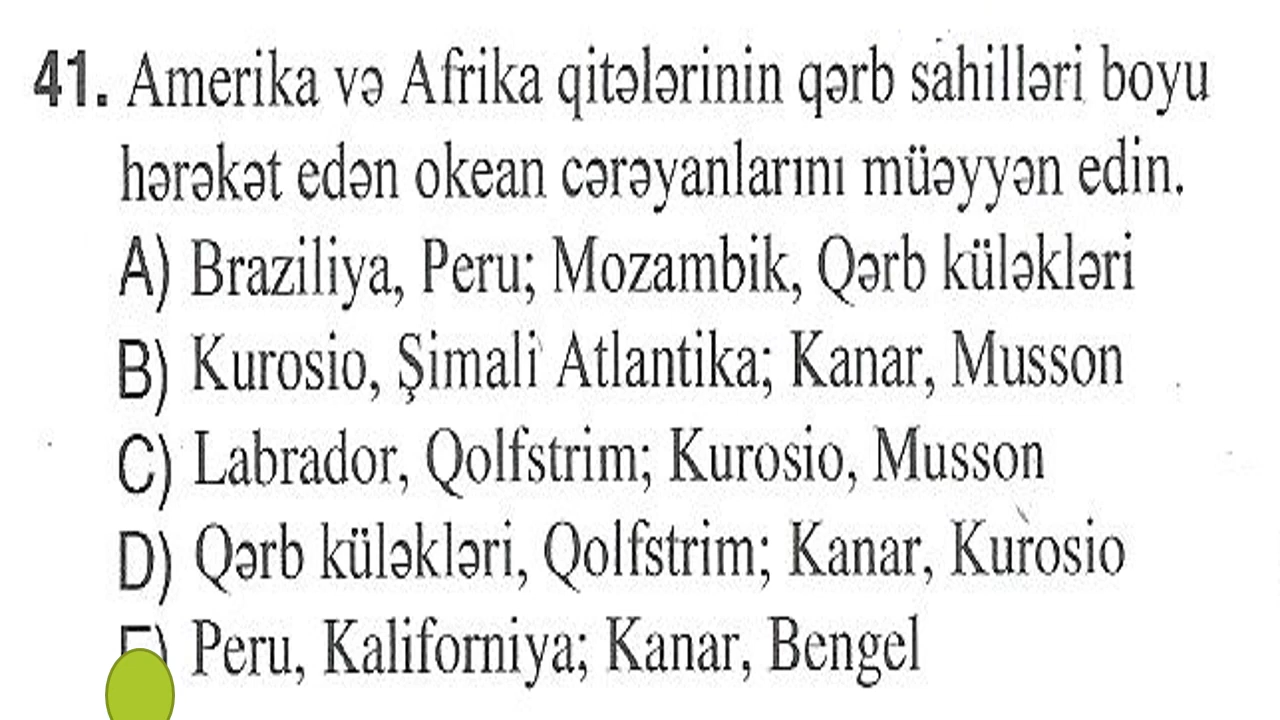 41. Amerika və Afrika qitələrinin qərb sahilləri boyu
hərəkət edən okean cərəyanlarını müəyyən edin.
A) Braziliya, Peru; Mozambik, Qərb küləkləri
B) Kurosio, Şimali Atlantika; Kanar, Musson
C) Labrador, Qolfstrim; Kurosio, Musson
D) Qərb küləkləri, Qolfstrim; Kanar, Kurosio
E) Peru, Kaliforniya; Kanar, Bengel